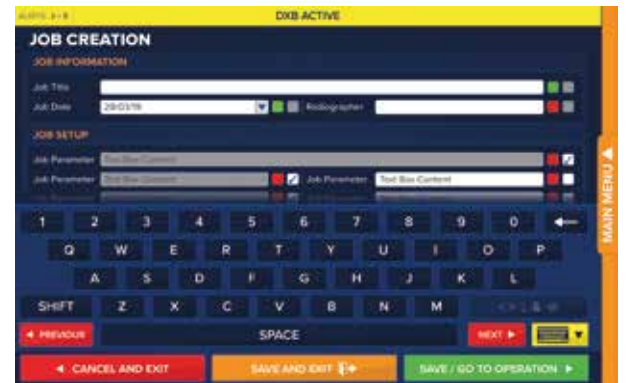 DXB ACTIVE
JOB CREATION
JOB INFORMATION
Job Title
Job Date 29/03/19 Radiographer
JOB SETUP
Job Parameter Text Box Content
Job Parameter Text Box Content Job Parameter Text Box Content
MAIN MENU
1 2 3 4 5 6 7 8 9 0
Q W E R T Y U I O P
A S D F G H J K L
SHIFT Z X C V B N M
PREVIOUS SPACE NEXT
CANCEL AND EXIT SAVE AND EXIT SAVE / GO TO OPERATION